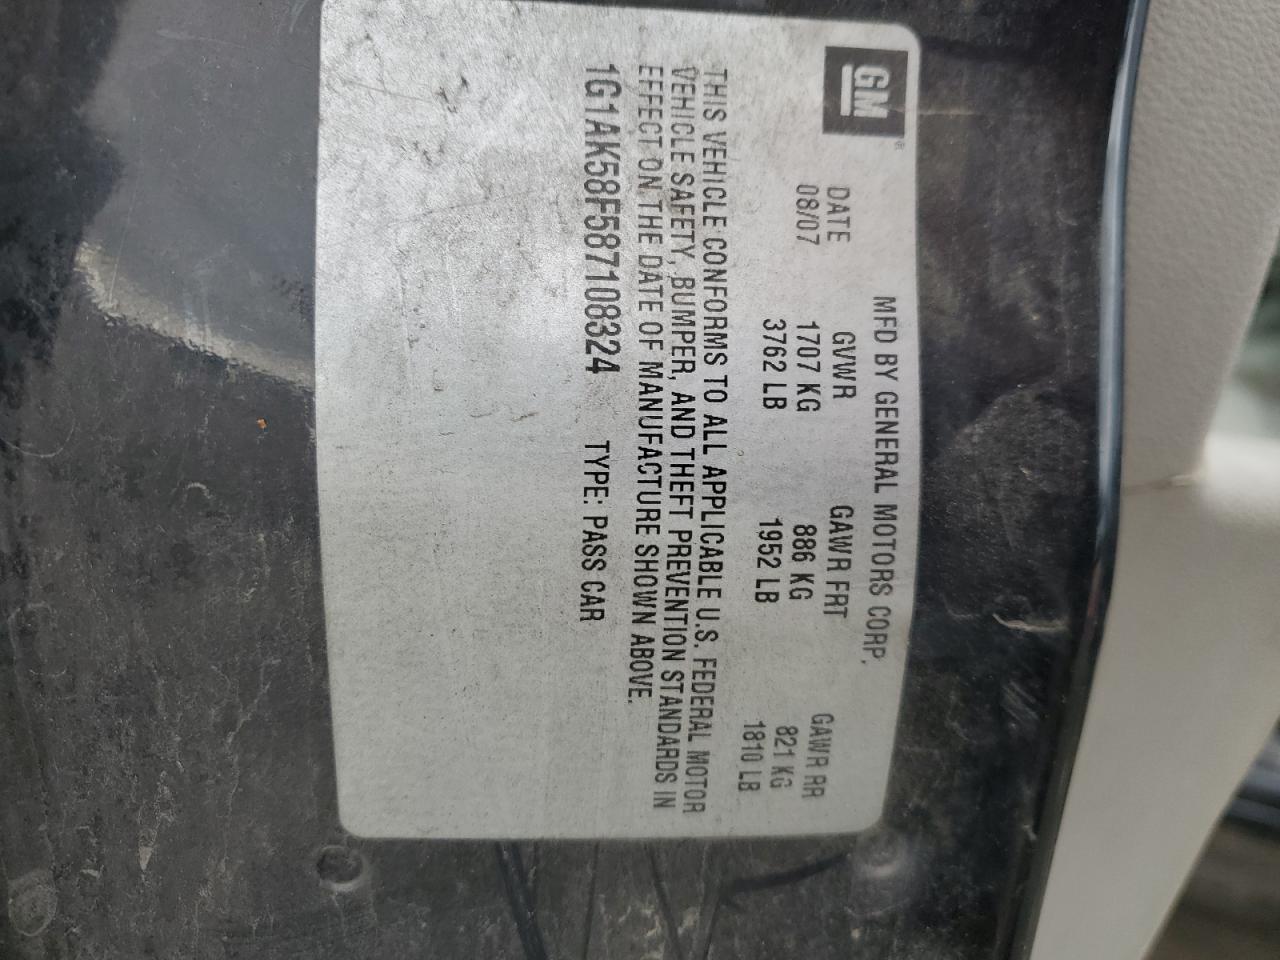 GM
MFD BY GENERAL MOTORS CORP.
DATE GVWR GAWR FRT GAWR RR
08/07 1707 KG 886 KG 821 KG
3762 LB 1952 LB 1810 LB
THIS VEHICLE CONFORMS TO ALL APPLICABLE U.S. FEDERAL MOTOR
VEHICLE SAFETY, BUMPER, AND THEFT PREVENTION STANDARDS IN
EFFECT ON THE DATE OF MANUFACTURE SHOWN ABOVE.
1G1AK58F587108324 TYPE: PASS CAR